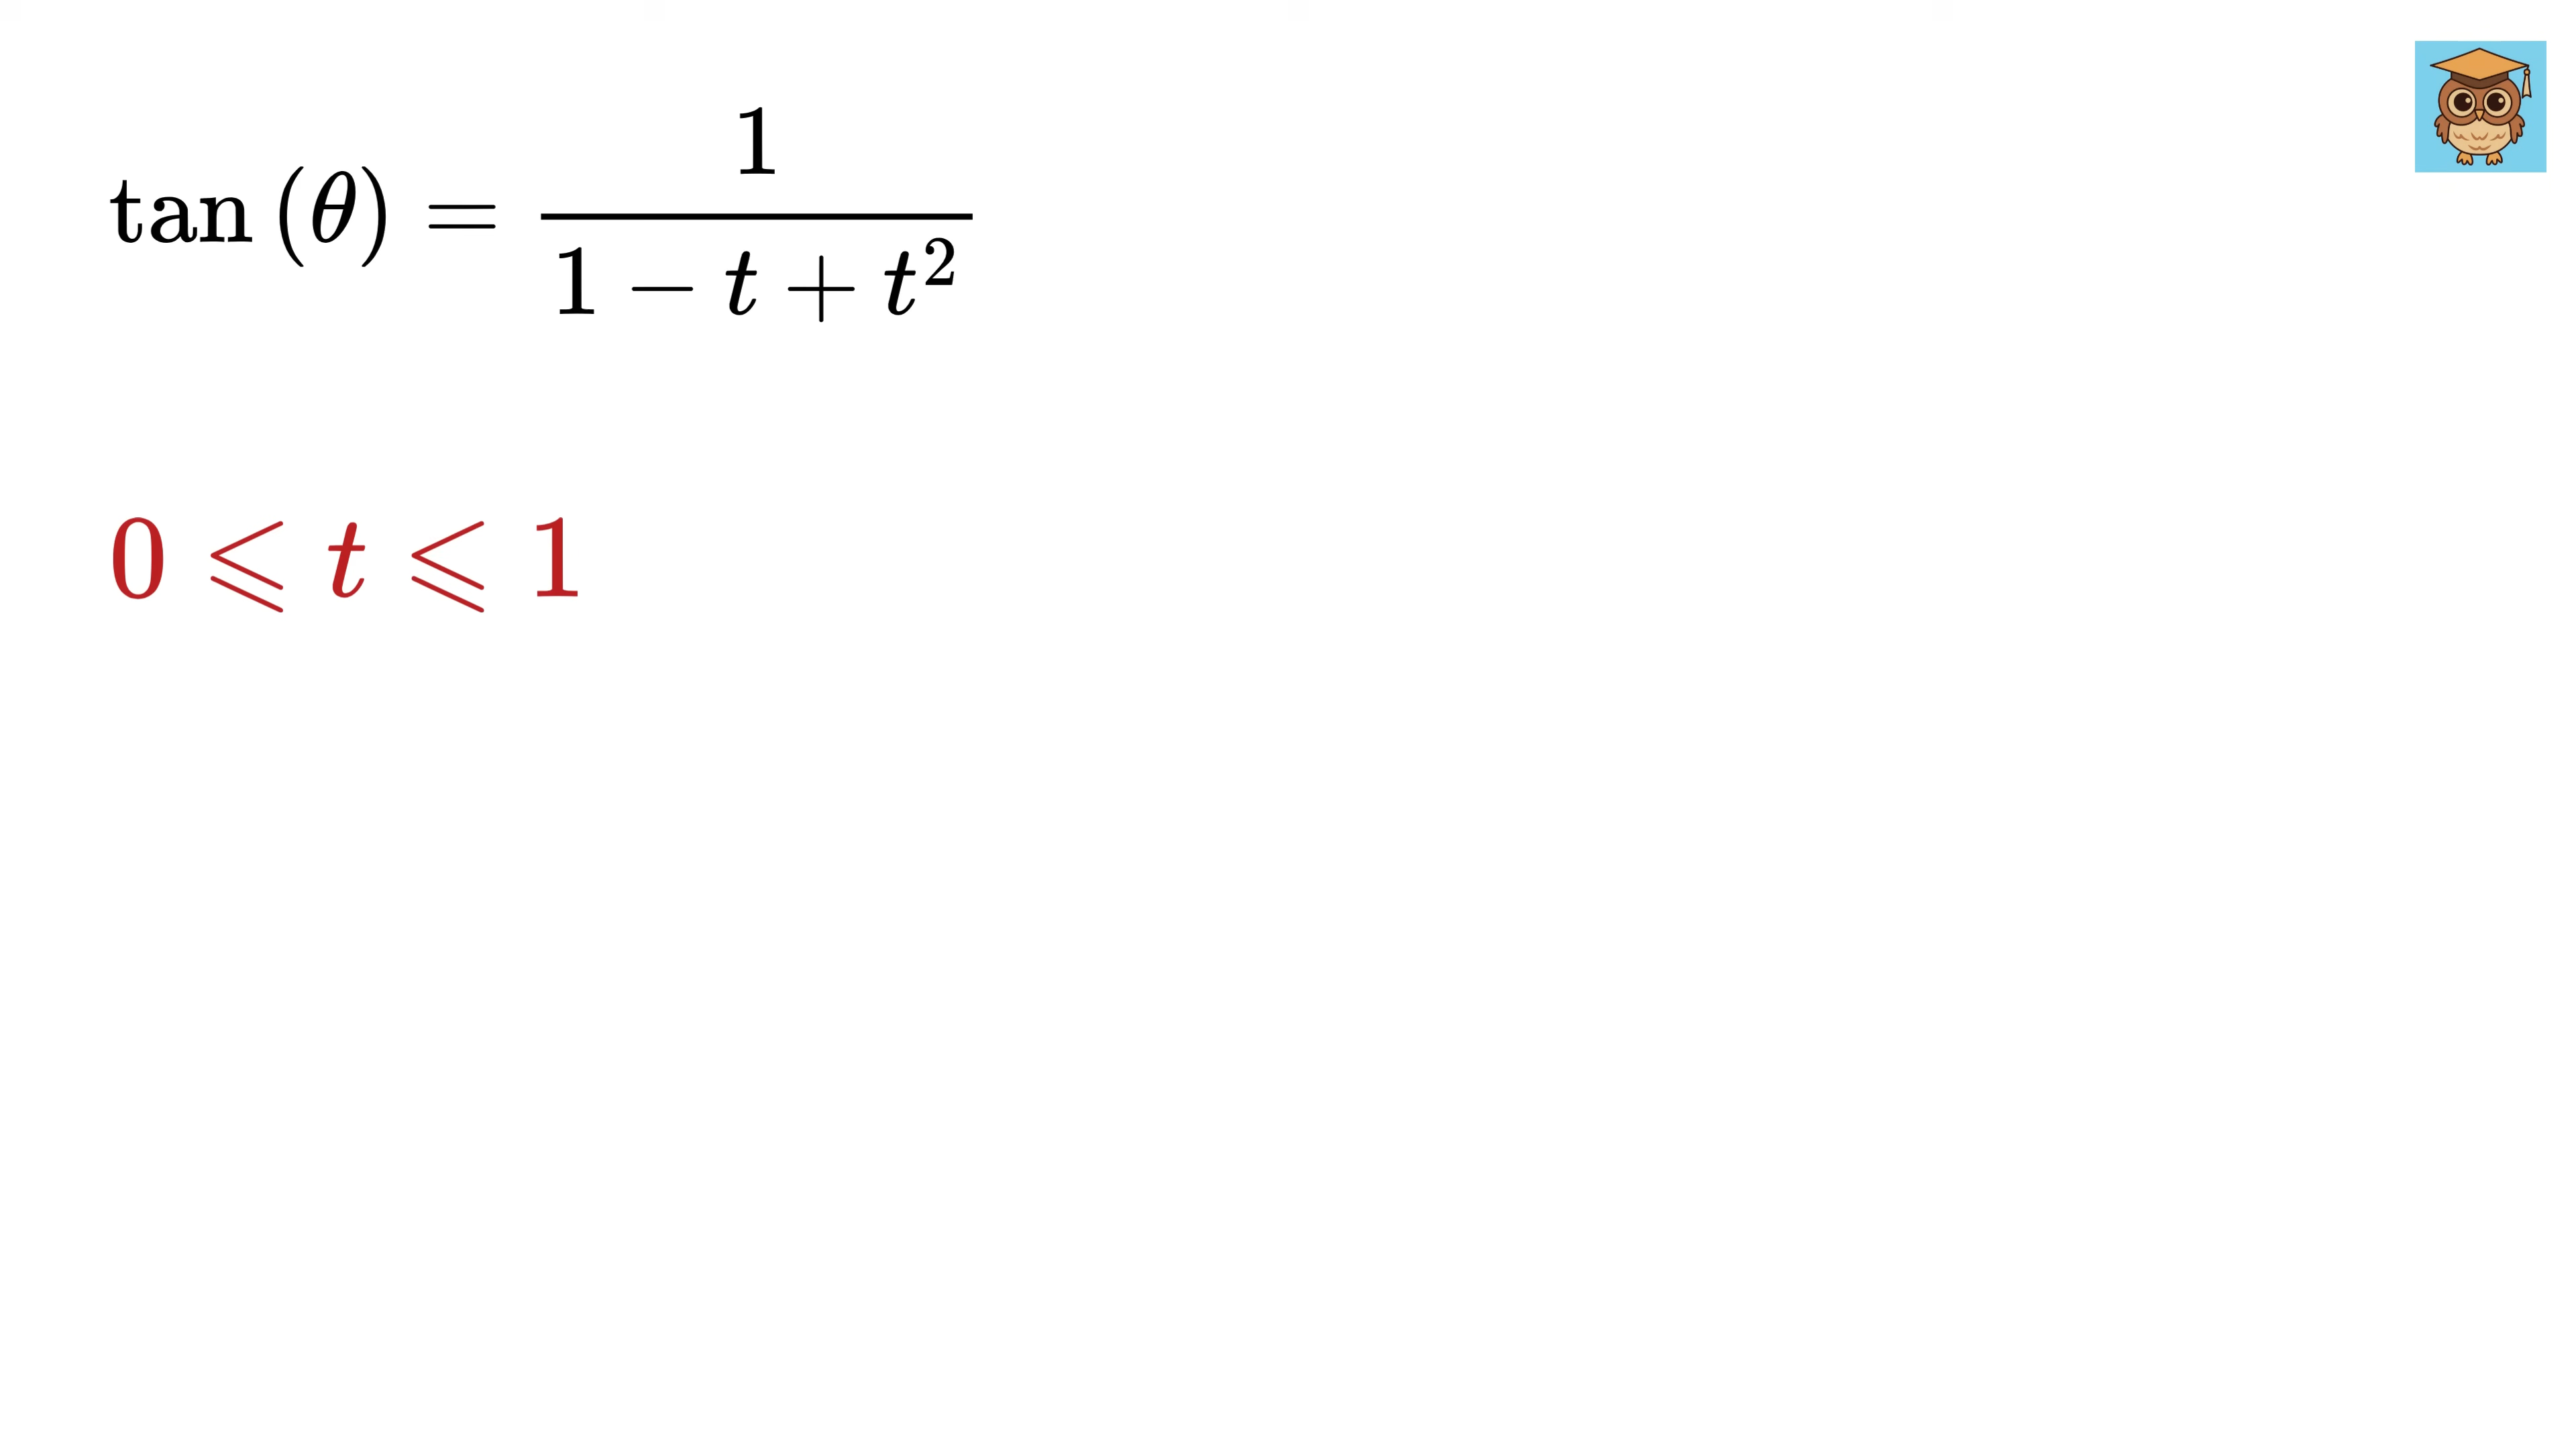 tan (θ) = 1 / (1 − t + t²)
0 ⩽ t ⩽ 1